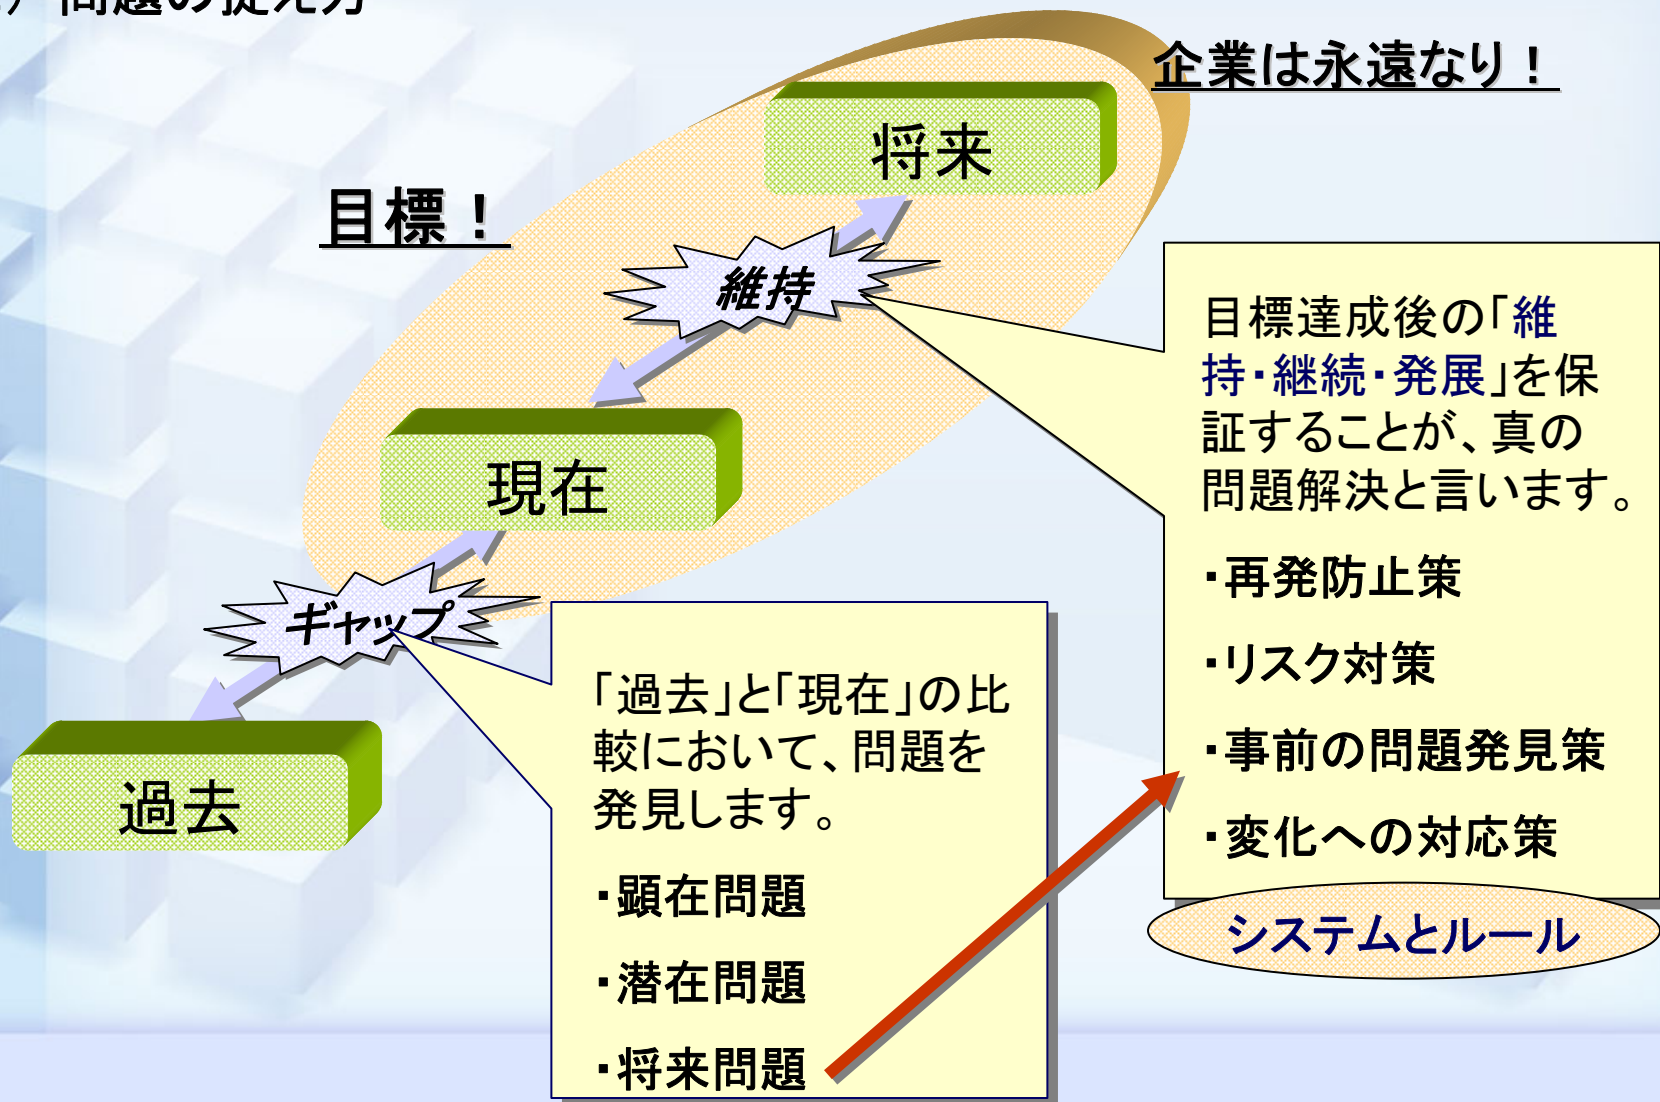 ) 問題の捉え方
企業は永遠なり！
将来
目標！
維持
目標達成後の「維
持・継続・発展」を保
証することが、真の
問題解決と言います。
・再発防止策
・リスク対策
・事前の問題発見策
・変化への対応策
システムとルール
現在
ギャップ
「過去」と「現在」の比
較において、問題を
発見します。
・顕在問題
・潜在問題
・将来問題
過去